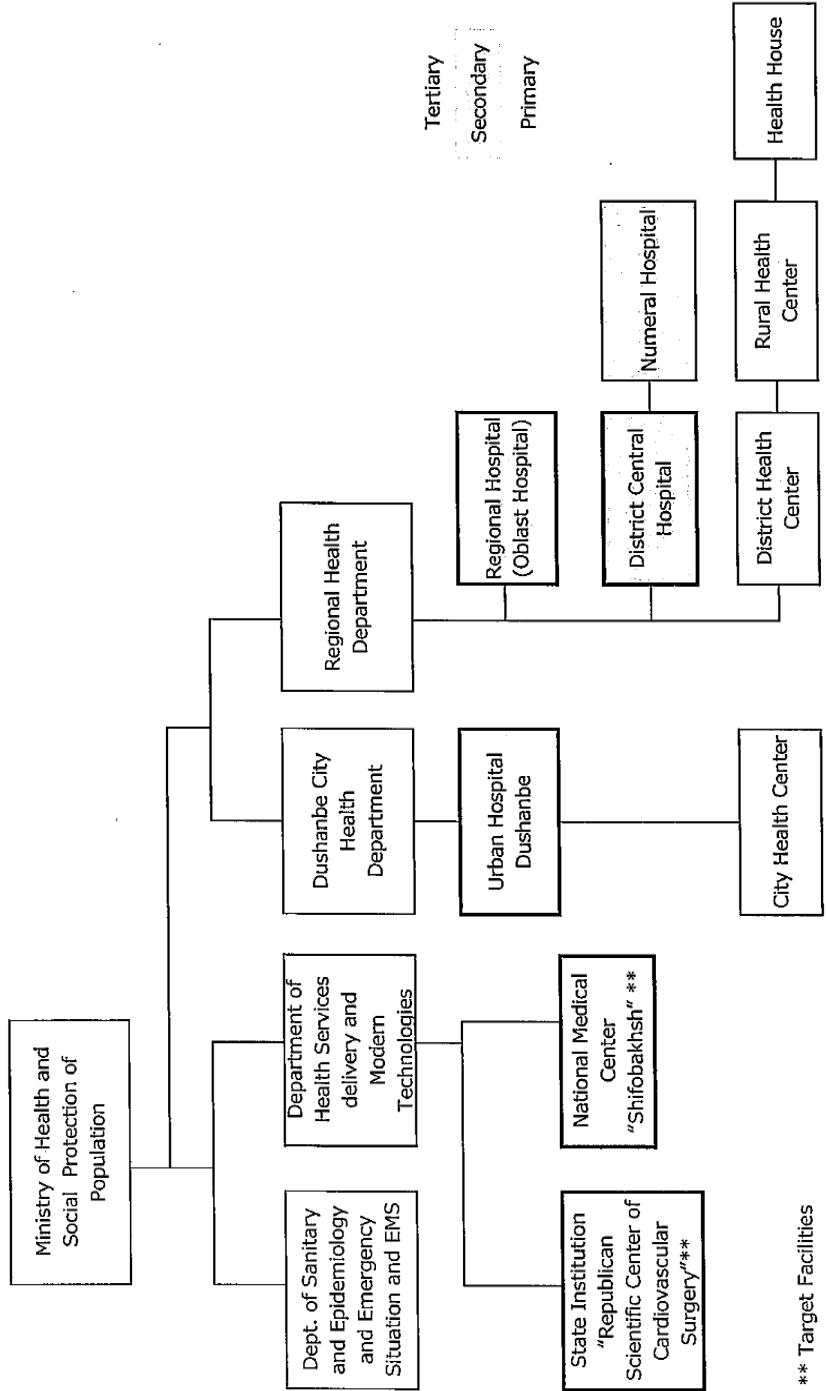 Ministry of Health and
Social Protection of
Population
Dept. of Sanitary
and Epidemiology
and Emergency
Situation and EMS
Department of
Health Services
delivery and
Modern
Technologies
Dushanbe City
Health
Department
Regional Health
Department
State Institution
"Republican
Scientific Center of
Cardiovascular
Surgery"**
National Medical
Center
"Shifobakhsh" **
Urban Hospital
Dushanbe
Regional Hospital
(Oblast Hospital)
District Central
Hospital
Numeral Hospital
City Health Center
District Health
Center
Rural Health
Center
Health House
Tertiary
Secondary
Primary
** Target Facilities